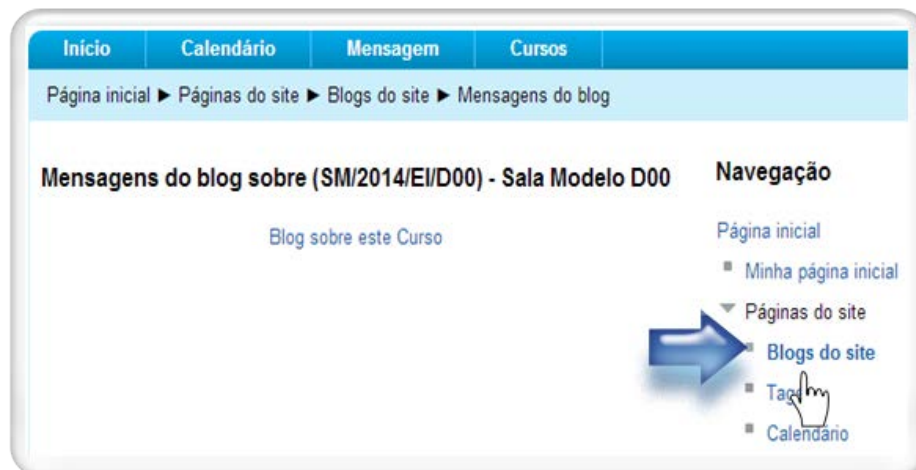 Início Calendário Mensagem Cursos
Página inicial ► Páginas do site ► Blogs do site ► Mensagens do blog
Mensagens do blog sobre (SM/2014/EI/D00) - Sala Modelo D00
Blog sobre este Curso
Navegação
Página inicial
Minha página inicial
Páginas do site
Blogs do site
Tags
Calendário